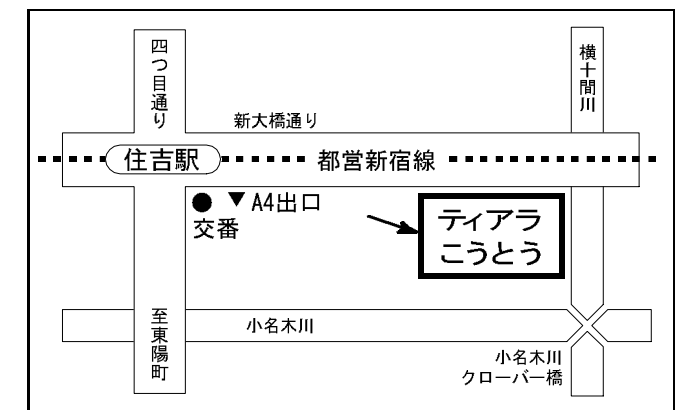 四つ目通り
横十間川
新大橋通り
住吉駅
都営新宿線
▼A4出口
交番
ティアラ
こうとう
至東陽町
小名木川
小名木川
クローバー橋